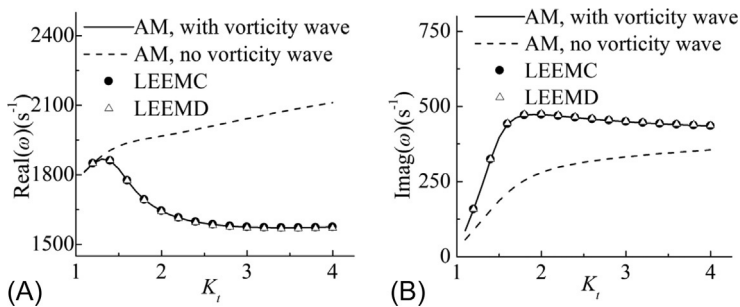 AM, with vorticity wave
AM, no vorticity wave
LEEMC
LEEMD
2400
2100
1800
1500
Real(ω)(s⁻¹)
1 2 3 4
K_t
(A)
AM, with vorticity wave
AM, no vorticity wave
LEEMC
LEEMD
750
500
250
0
Imag(ω)(s⁻¹)
1 2 3 4
K_t
(B)